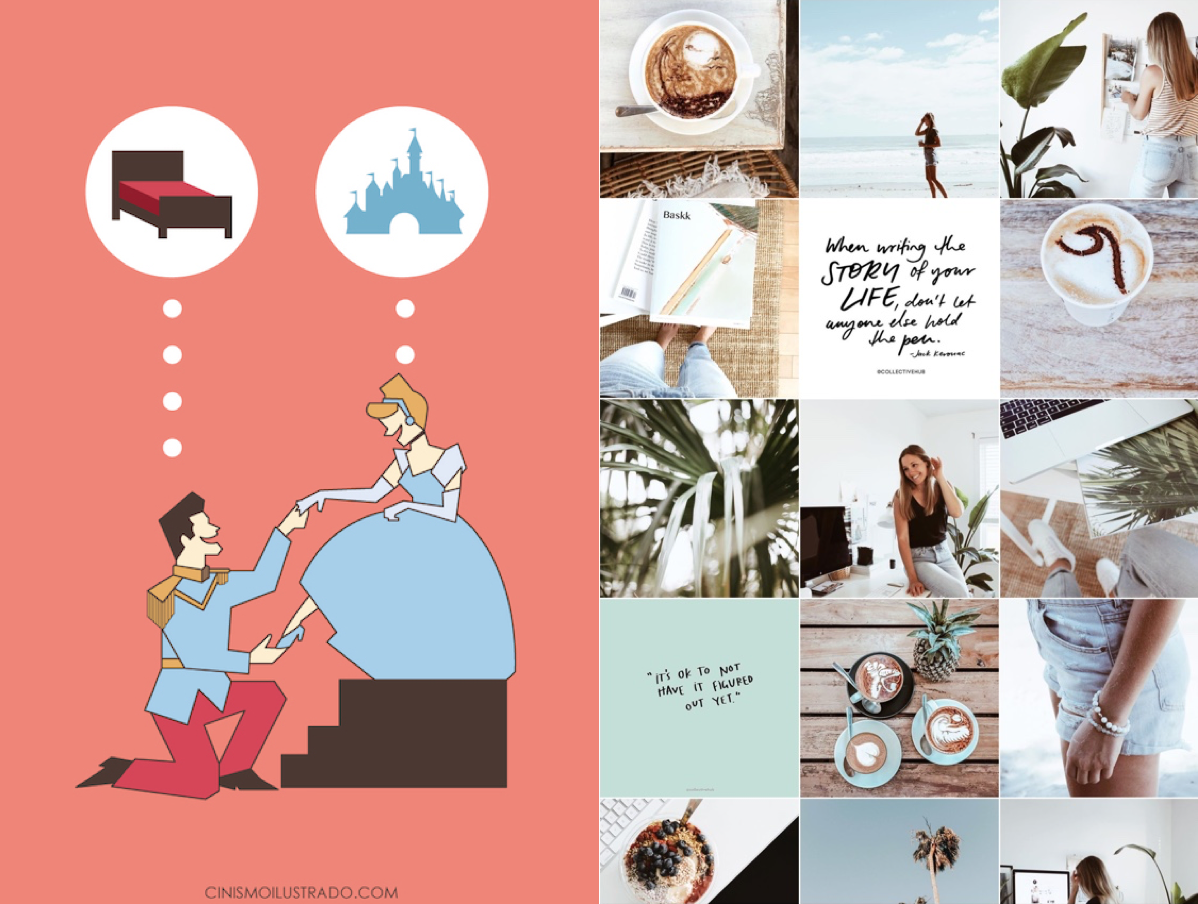 CINISMOILUSTRADO.COM
Baskk
When writing the
STORY of your
LIFE, don't let
anyone else hold
the pen.
-Jack Kerouac
@COLLECTIVEHUB
"IT'S OK TO NOT
HAVE IT FIGURED
OUT YET."